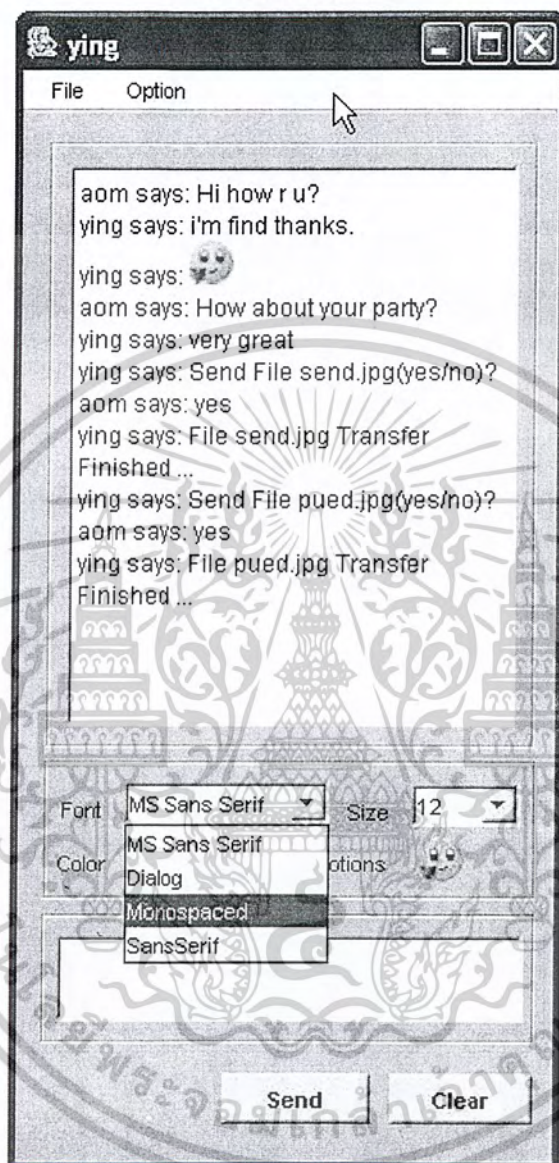 ying
File Option
aom says: Hi how r u?
ying says: i'm find thanks.
ying says:
aom says: How about your party?
ying says: very great
ying says: Send File send.jpg(yes/no)?
aom says: yes
ying says: File send.jpg Transfer
Finished ...
ying says: Send File pued.jpg(yes/no)?
aom says: yes
ying says: File pued.jpg Transfer
Finished ...
Font MS Sans Serif Size 12
Color MS Sans Serif otions
Dialog
Monospaced
SansSerif
Send Clear